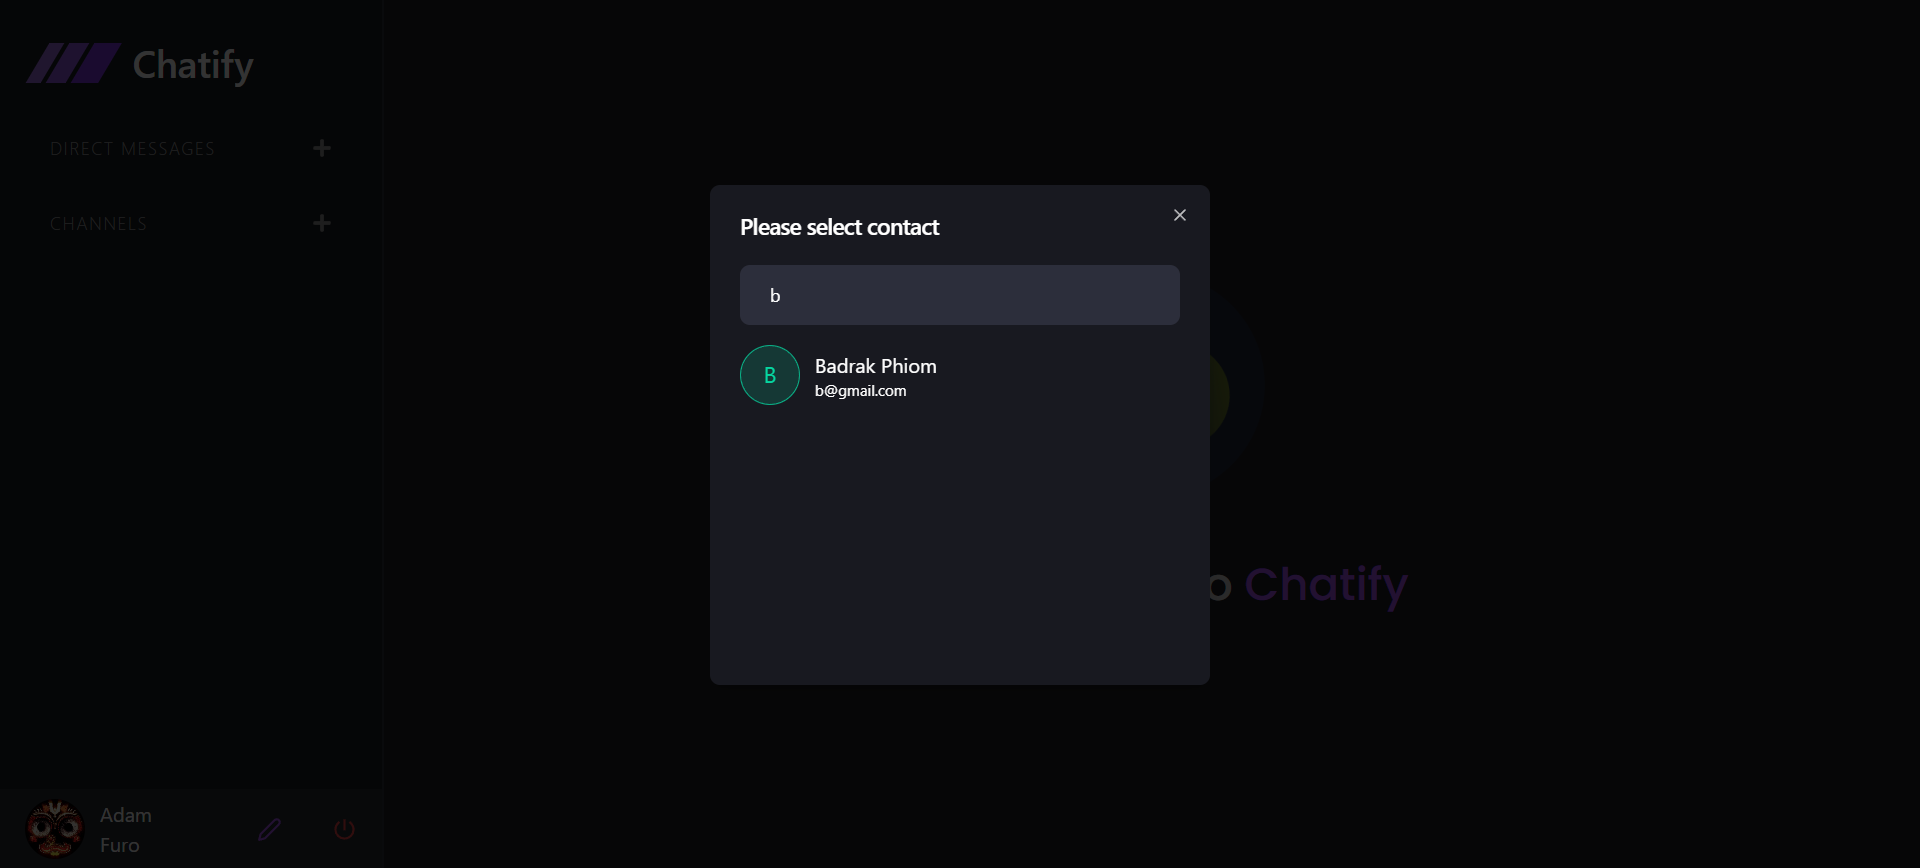 Chatify
DIRECT MESSAGES
CHANNELS
Please select contact
b
B
Badrak Phiom
b@gmail.com
o Chatify
Adam
Furo